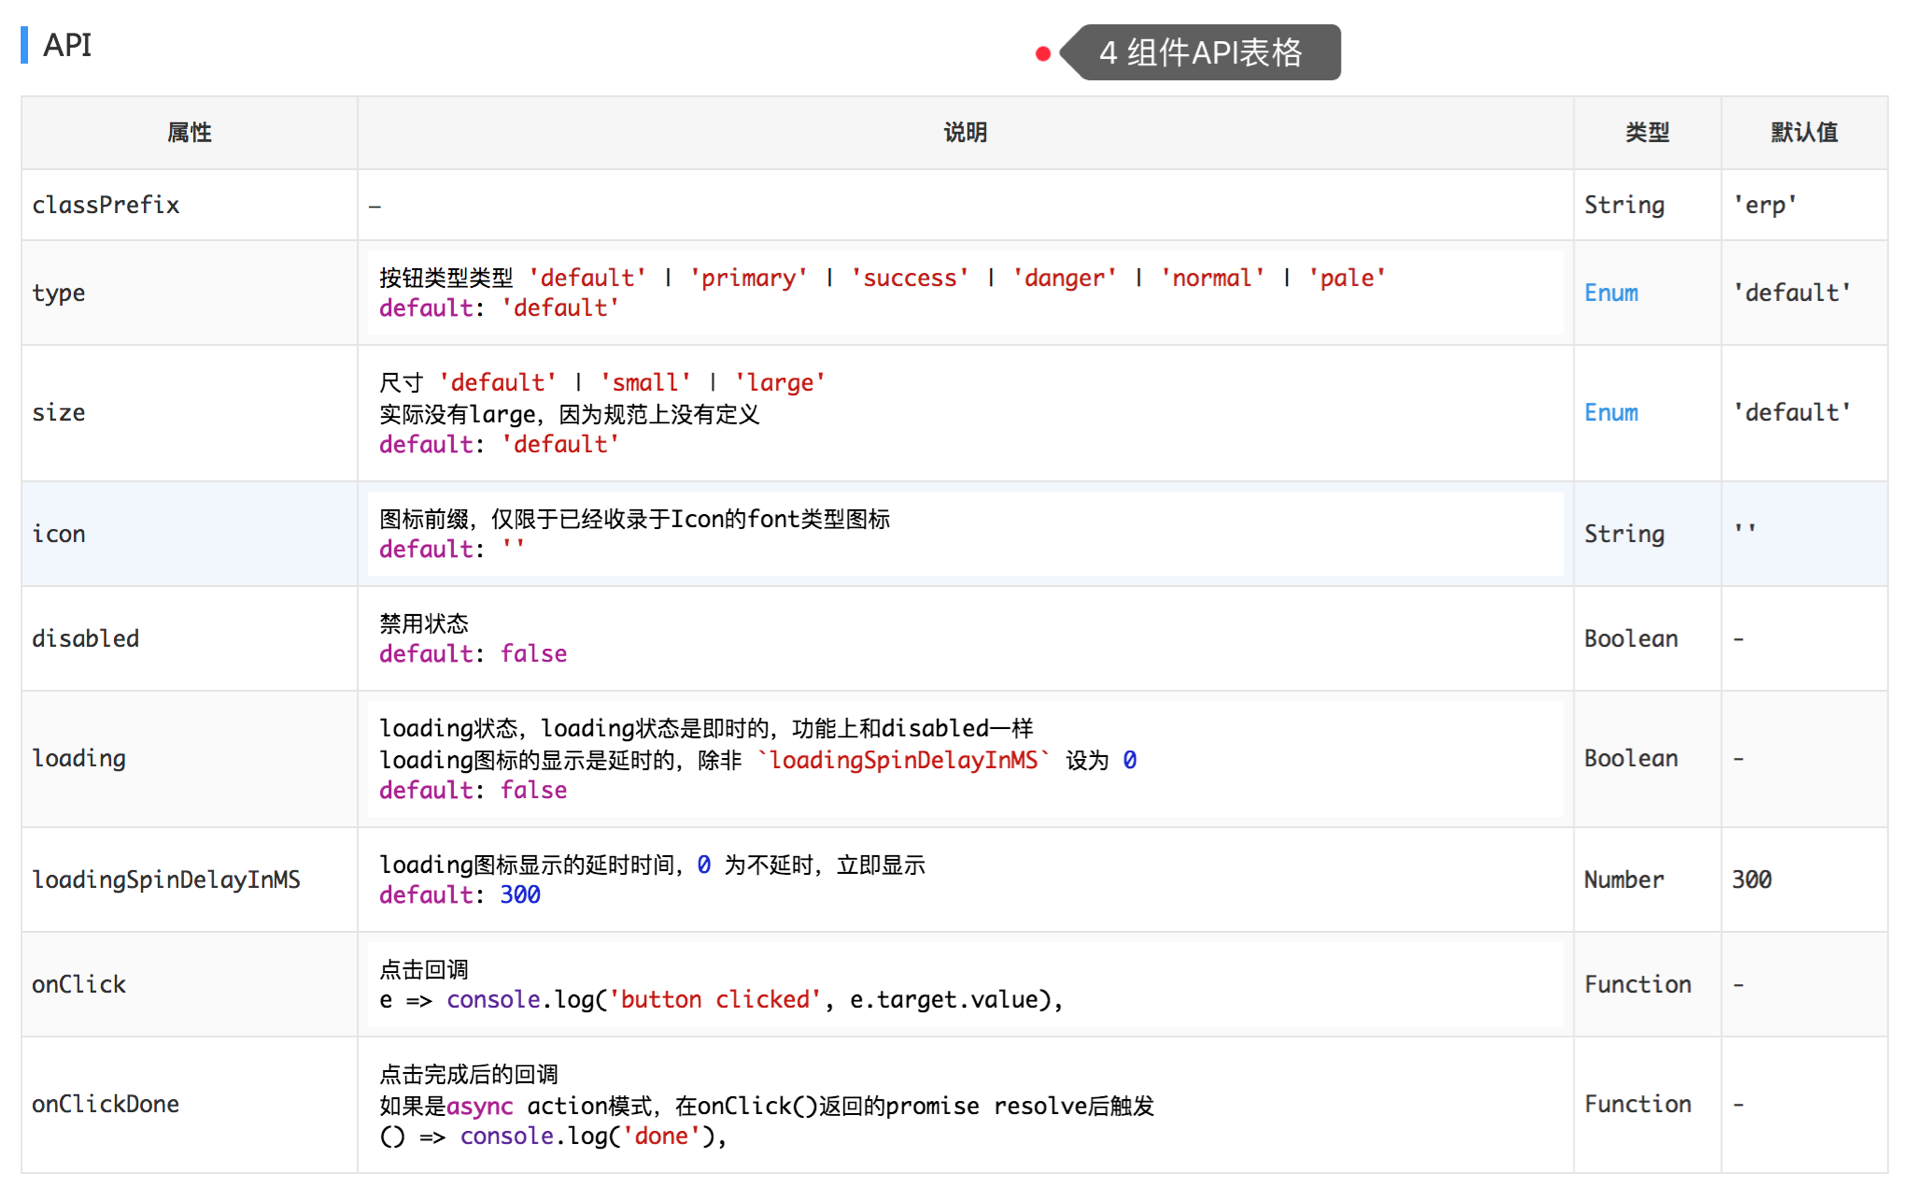 API
4 组件API表格
属性 说明 类型 默认值
classPrefix – String 'erp'
type
按钮类型类型 'default' | 'primary' | 'success' | 'danger' | 'normal' | 'pale'
default: 'default'
Enum 'default'
size
尺寸 'default' | 'small' | 'large'
实际没有large，因为规范上没有定义
default: 'default'
Enum 'default'
icon
图标前缀，仅限于已经收录于Icon的font类型图标
default: ''
String ''
disabled
禁用状态
default: false
Boolean -
loading
loading状态，loading状态是即时的，功能上和disabled一样
loading图标的显示是延时的，除非 `loadingSpinDelayInMS` 设为 0
default: false
Boolean -
loadingSpinDelayInMS
loading图标显示的延时时间，0 为不延时，立即显示
default: 300
Number 300
onClick
点击回调
e => console.log('button clicked', e.target.value),
Function -
onClickDone
点击完成后的回调
如果是async action模式，在onClick()返回的promise resolve后触发
() => console.log('done'),
Function -